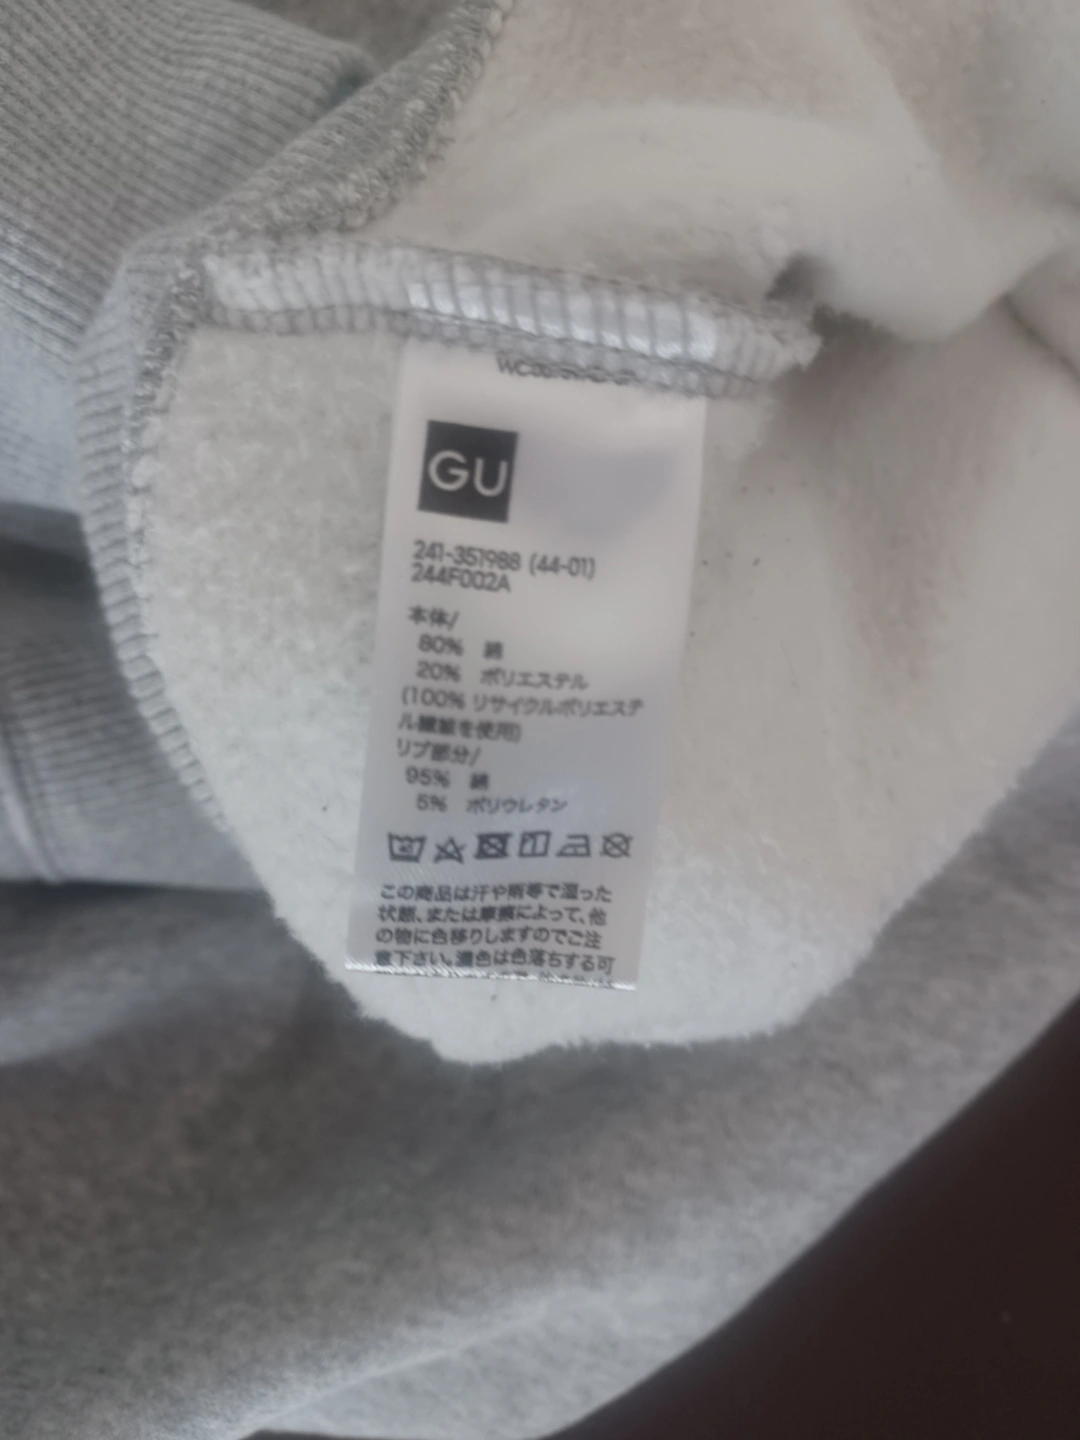 GU
241-351988 (44-01)
244F002A
本体/
80% 綿
20% ポリエステル
(100% リサイクルポリエステ
ル繊維を使用)
リブ部分/
95% 綿
5% ポリウレタン
この商品は汗や雨等で湿った
状態、または摩擦によって、他
の物に色移りしますのでご注
意下さい。濃色は色落ちする可